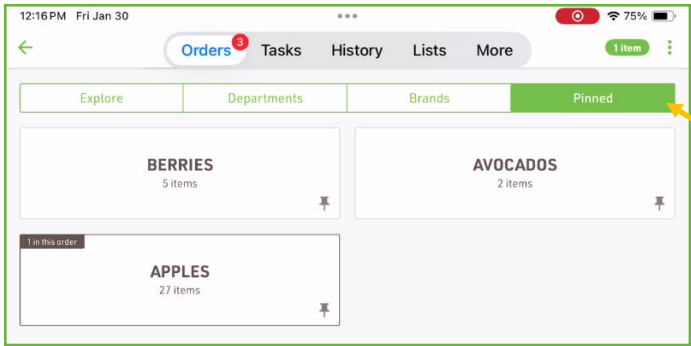 12:16 PM Fri Jan 30
75%
Orders 3 Tasks History Lists More
1 item
Explore Departments Brands Pinned
BERRIES
5 items
AVOCADOS
2 items
1 in this order
APPLES
27 items